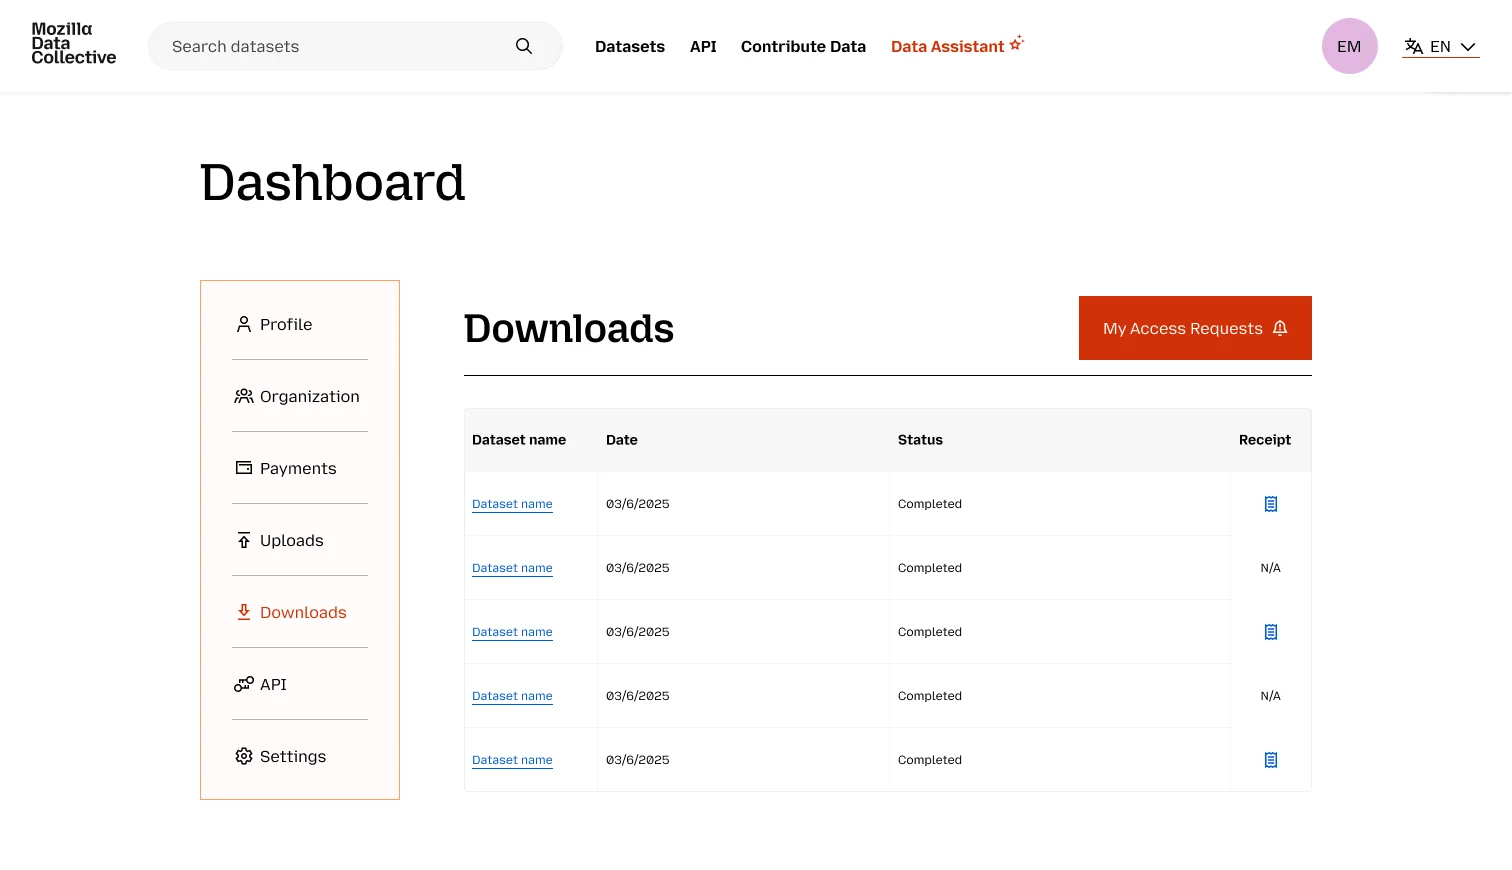 Mozilla
Data
Collective
Search datasets
Datasets
API
Contribute Data
Data Assistant
EM
EN
Dashboard
Profile
Organization
Payments
Uploads
Downloads
API
Settings
Downloads
My Access Requests
Dataset name Date Status Receipt
Dataset name 03/6/2025 Completed
Dataset name 03/6/2025 Completed N/A
Dataset name 03/6/2025 Completed
Dataset name 03/6/2025 Completed N/A
Dataset name 03/6/2025 Completed